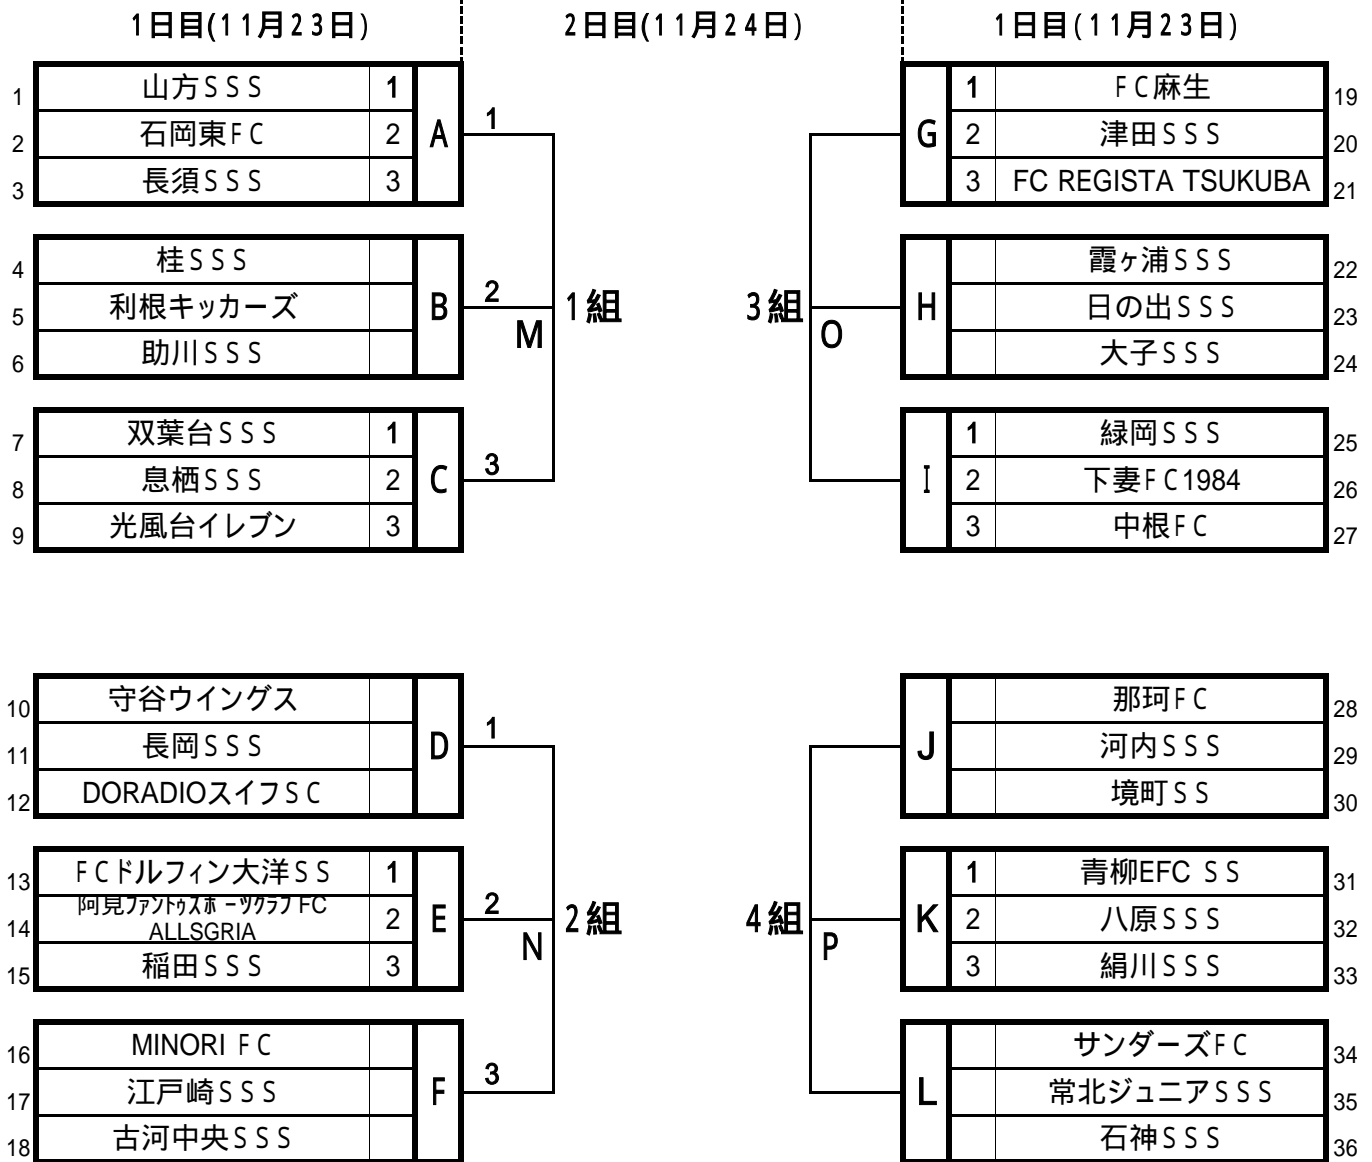 1日目(11月23日)
2日目(11月24日)
1日目(11月23日)
1 山方SSS 1
2 石岡東FC 2
3 長須SSS 3
A 1
4 桂SSS
5 利根キッカーズ
6 助川SSS
B 2
7 双葉台SSS 1
8 息栖SSS 2
9 光風台イレブン 3
C 3
M 1組
10 守谷ウイングス
11 長岡SSS
12 DORADIOスイフSC
D 1
13 FCドルフィン大洋SS 1
14 阿見ファントゥスホーツクラフ FC 2
ALLSGRIA
15 稲田SSS 3
E 2
16 MINORI FC
17 江戸崎SSS
18 古河中央SSS
F 3
N 2組
G
1 FC麻生 19
2 津田SSS 20
3 FC REGISTA TSUKUBA 21
H
霞ヶ浦SSS 22
日の出SSS 23
大子SSS 24
I
1 緑岡SSS 25
2 下妻FC1984 26
3 中根FC 27
3組 O
J
那珂FC 28
河内SSS 29
境町SS 30
K
1 青柳EFC SS 31
2 八原SSS 32
3 絹川SSS 33
L
サンダーズFC 34
常北ジュニアSSS 35
石神SSS 36
4組 P